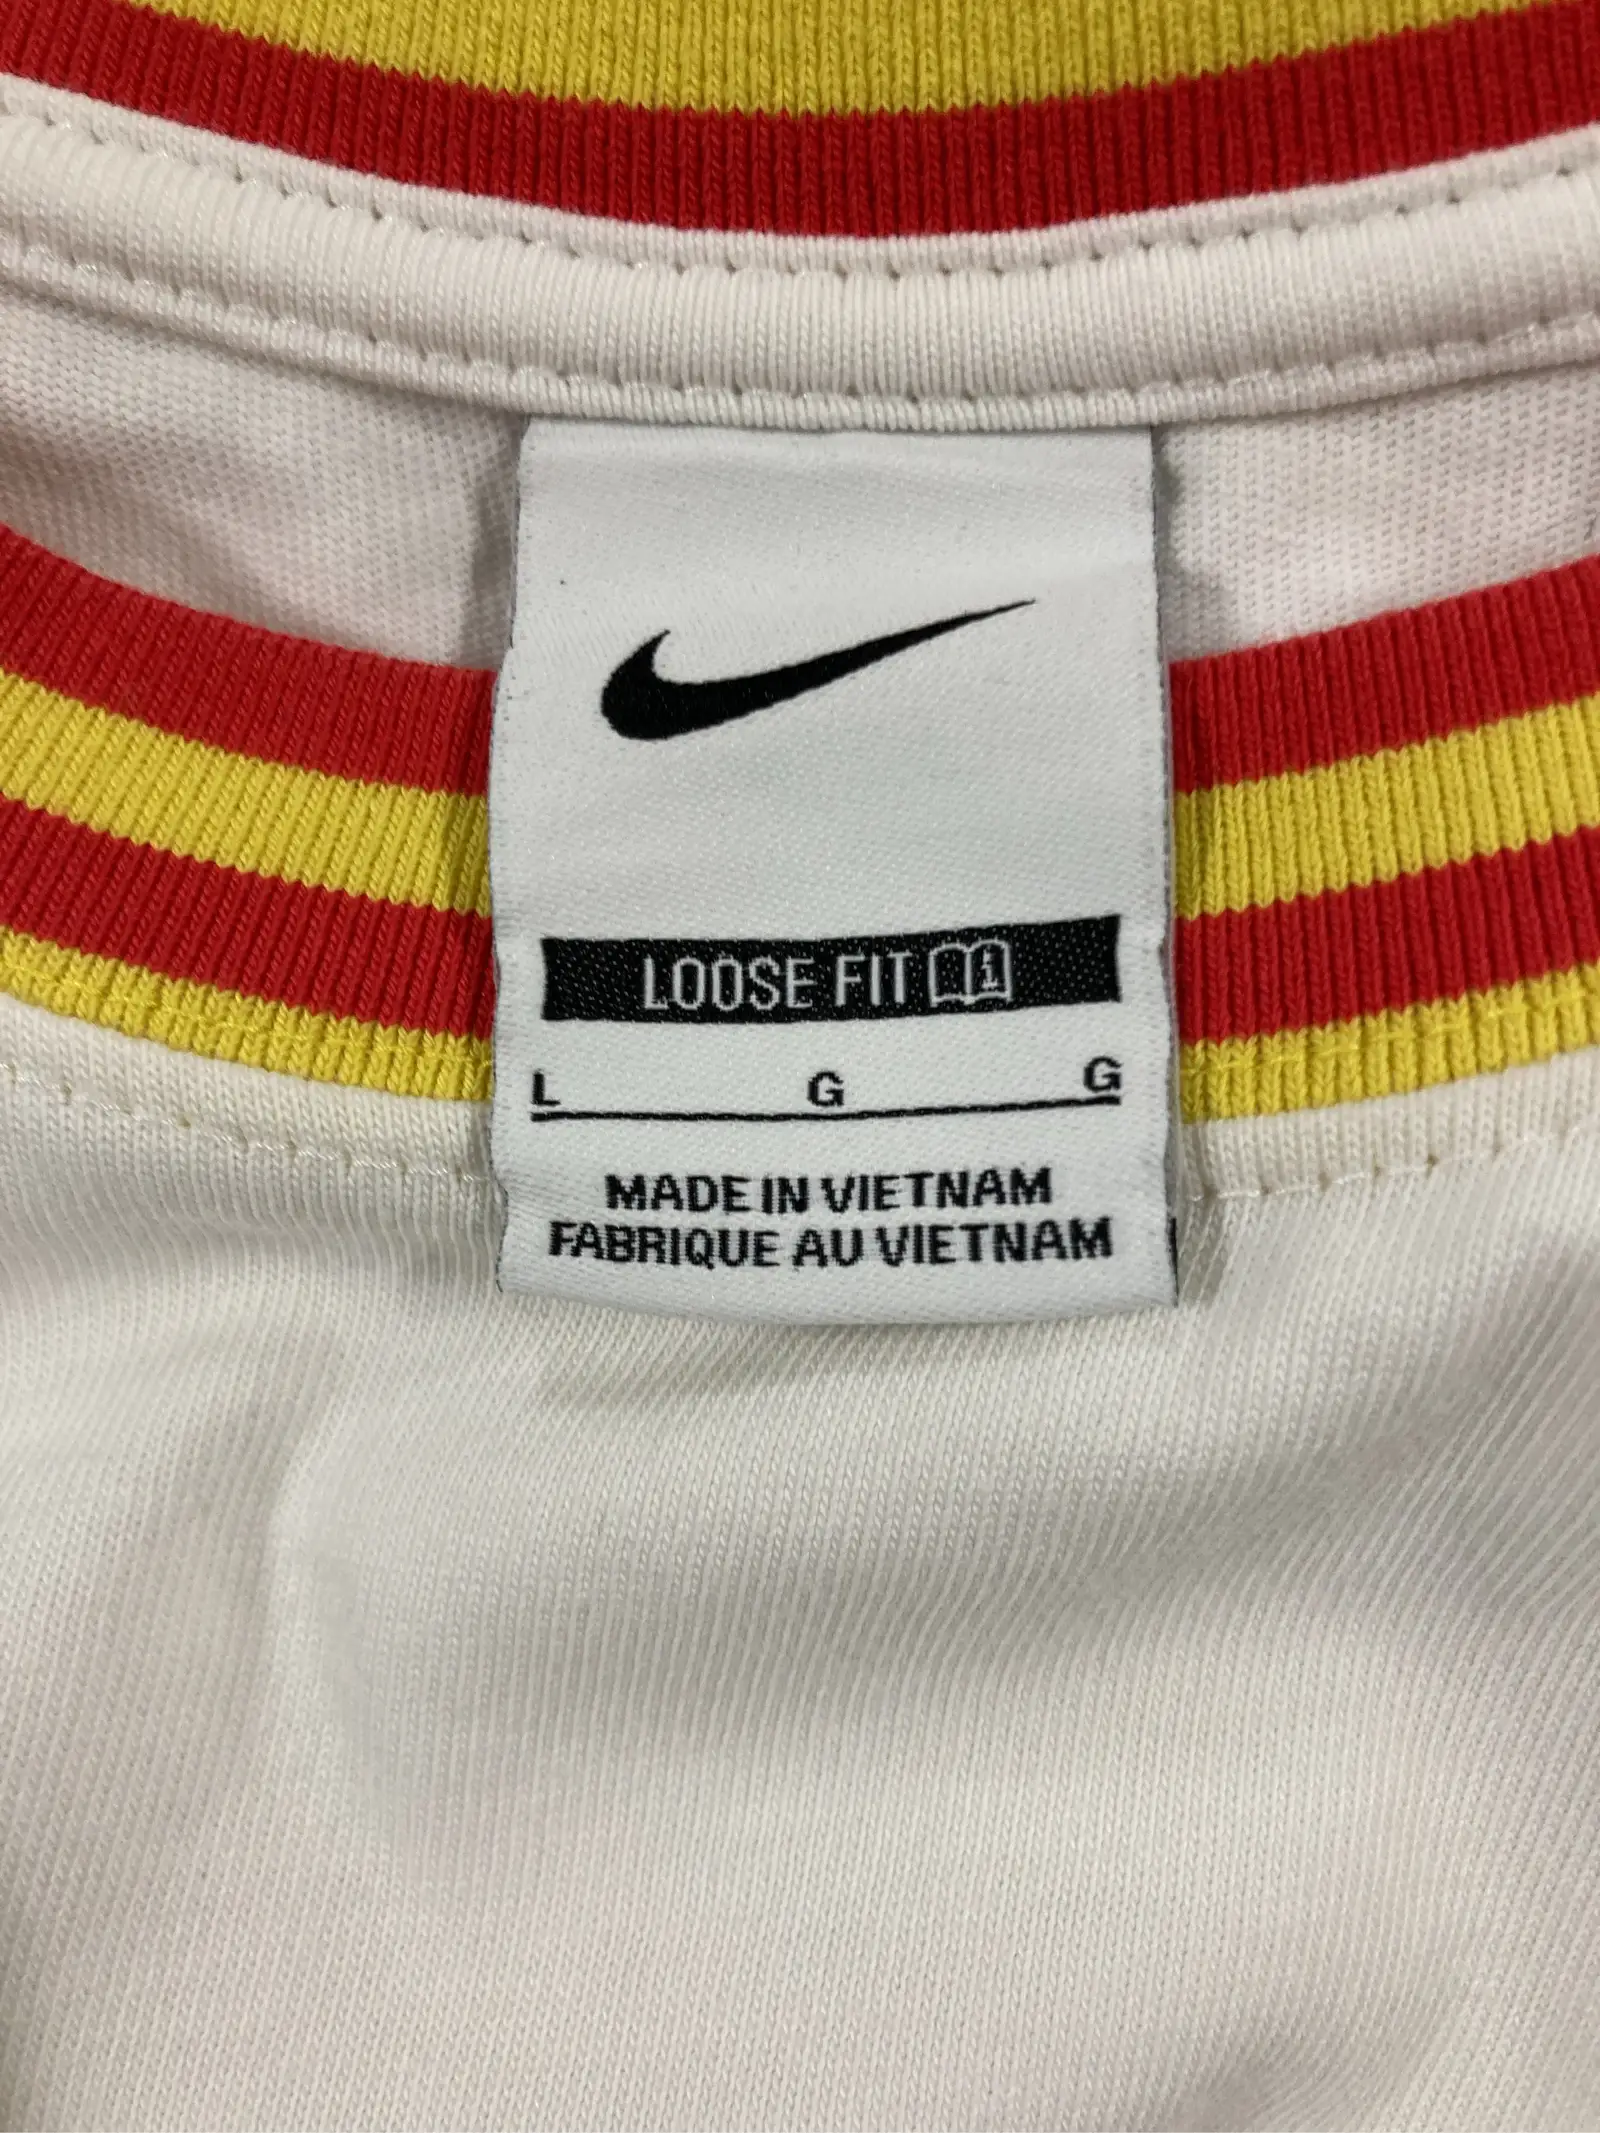 LOOSE FIT
L G G
MADE IN VIETNAM
FABRIQUE AU VIETNAM